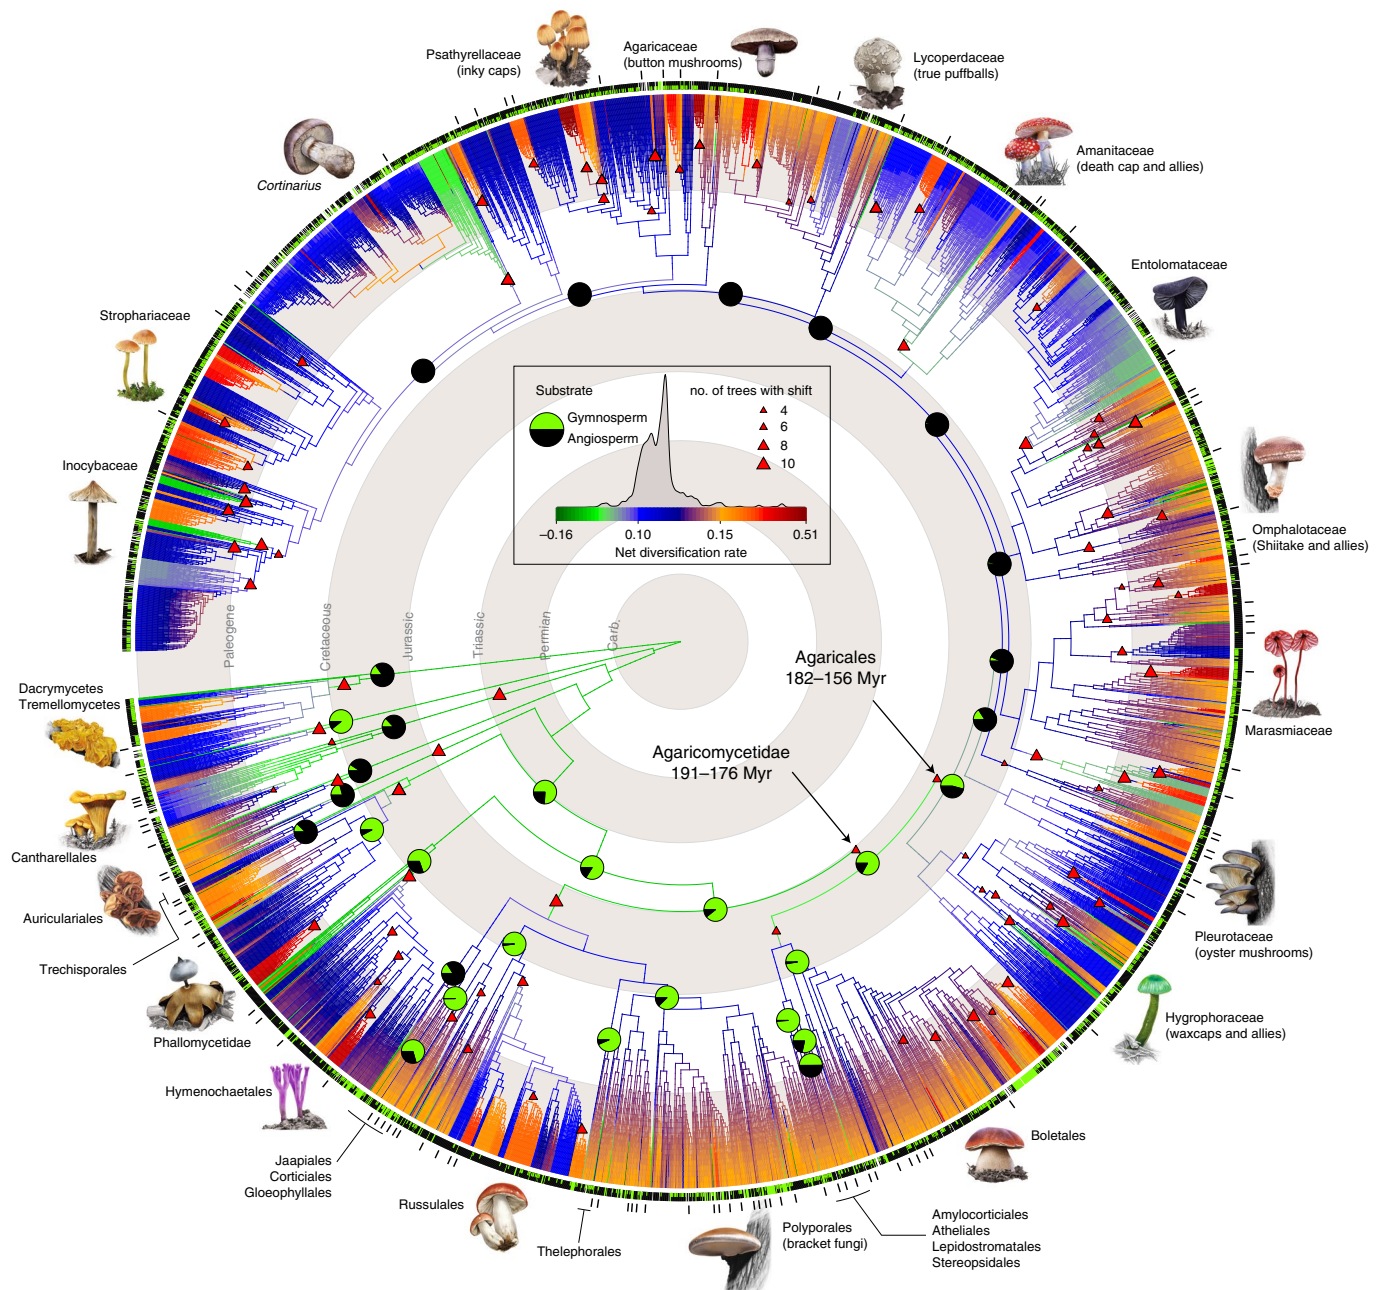 Psathyrellaceae
(inky caps)
Agaricaceae
(button mushrooms)
Lycoperdaceae
(true puffballs)
Amanitaceae
(death cap and allies)
Cortinarius
Entolomataceae
Strophariaceae
Inocybaceae
Omphalotaceae
(Shiitake and allies)
Marasmiaceae
Substrate
Gymnosperm
Angiosperm
no. of trees with shift
4
6
8
10
–0.16
0.10
0.15
0.51
Net diversification rate
Paleogene
Cretaceous
Jurassic
Triassic
Permian
Carb.
Agaricales
182–156 Myr
Agaricomycetidae
191–176 Myr
Dacrymycetes
Tremellomycetes
Cantharellales
Auriculariales
Trechisporales
Phallomycetidae
Hymenochaetales
Jaapiales
Corticiales
Gloeophyllales
Russulales
Thelephorales
Polyporales
(bracket fungi)
Amylocorticiales
Atheliales
Lepidostromatales
Stereopsidales
Boletales
Hygrophoraceae
(waxcaps and allies)
Pleurotaceae
(oyster mushrooms)